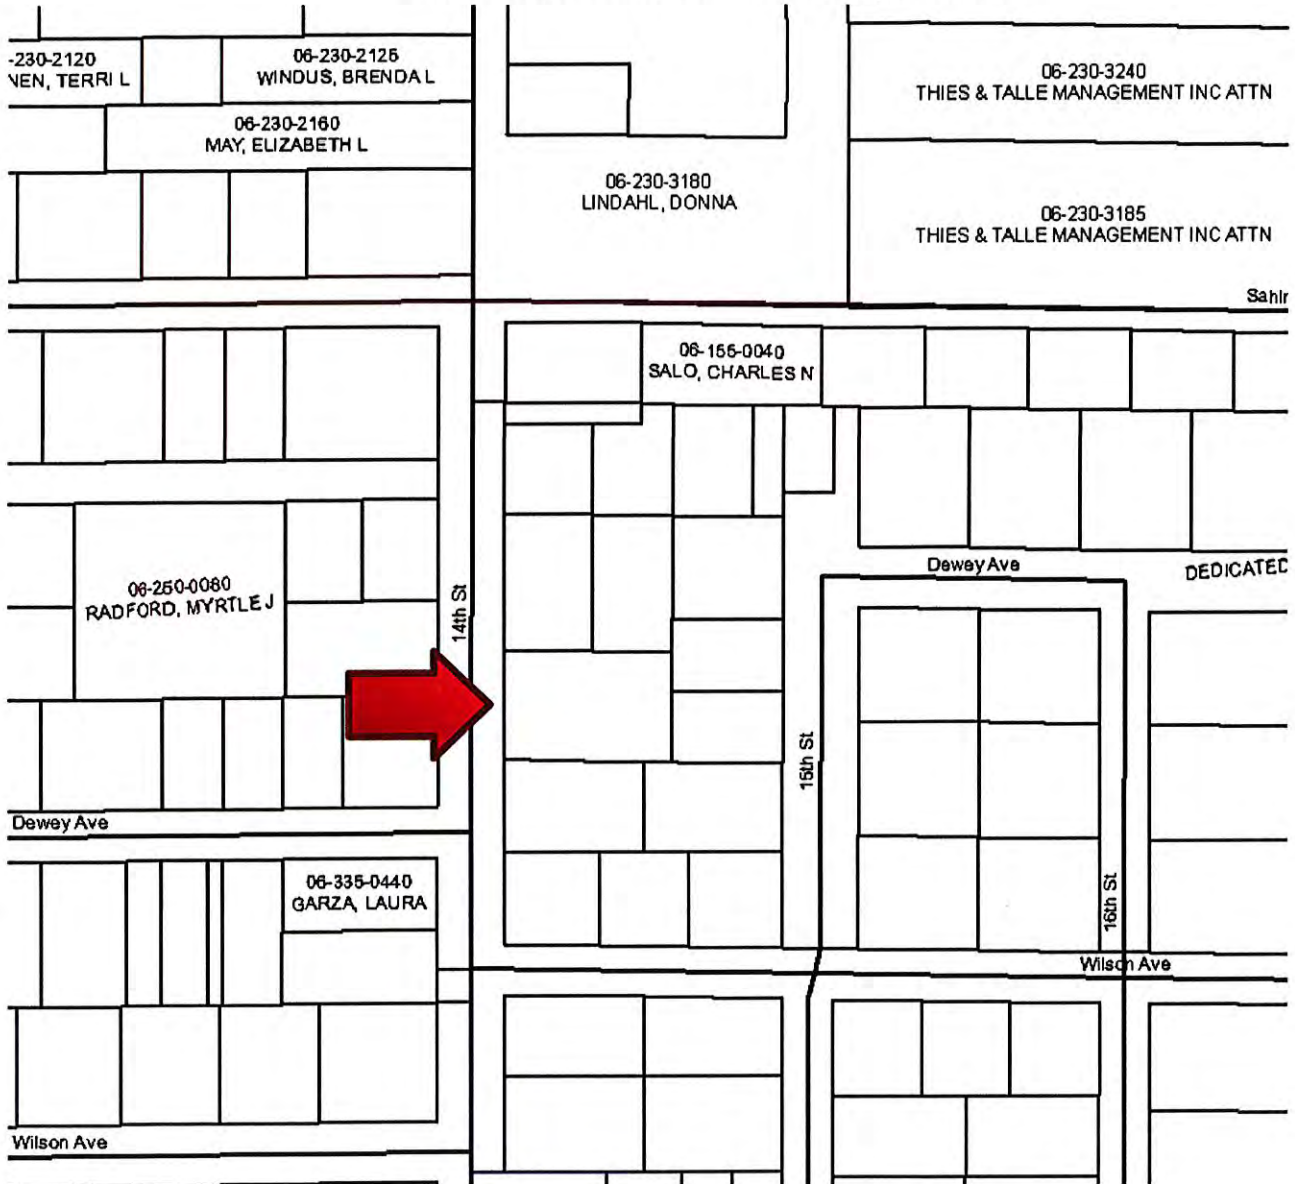 -230-2120
NEN, TERRI L
06-230-2125
WINDUS, BRENDA L
06-230-3240
THIES & TALLE MANAGEMENT INC ATTN
06-230-2160
MAY, ELIZABETH L
06-230-3180
LINDAHL, DONNA
06-230-3185
THIES & TALLE MANAGEMENT INC ATTN
Sahlr
06-155-0040
SALO, CHARLES N
Dewey Ave
DEDICATED
06-250-0080
RADFORD, MYRTLE J
14th St
15th St
Dewey Ave
06-335-0440
GARZA, LAURA
16th St
Wilson Ave
Wilson Ave